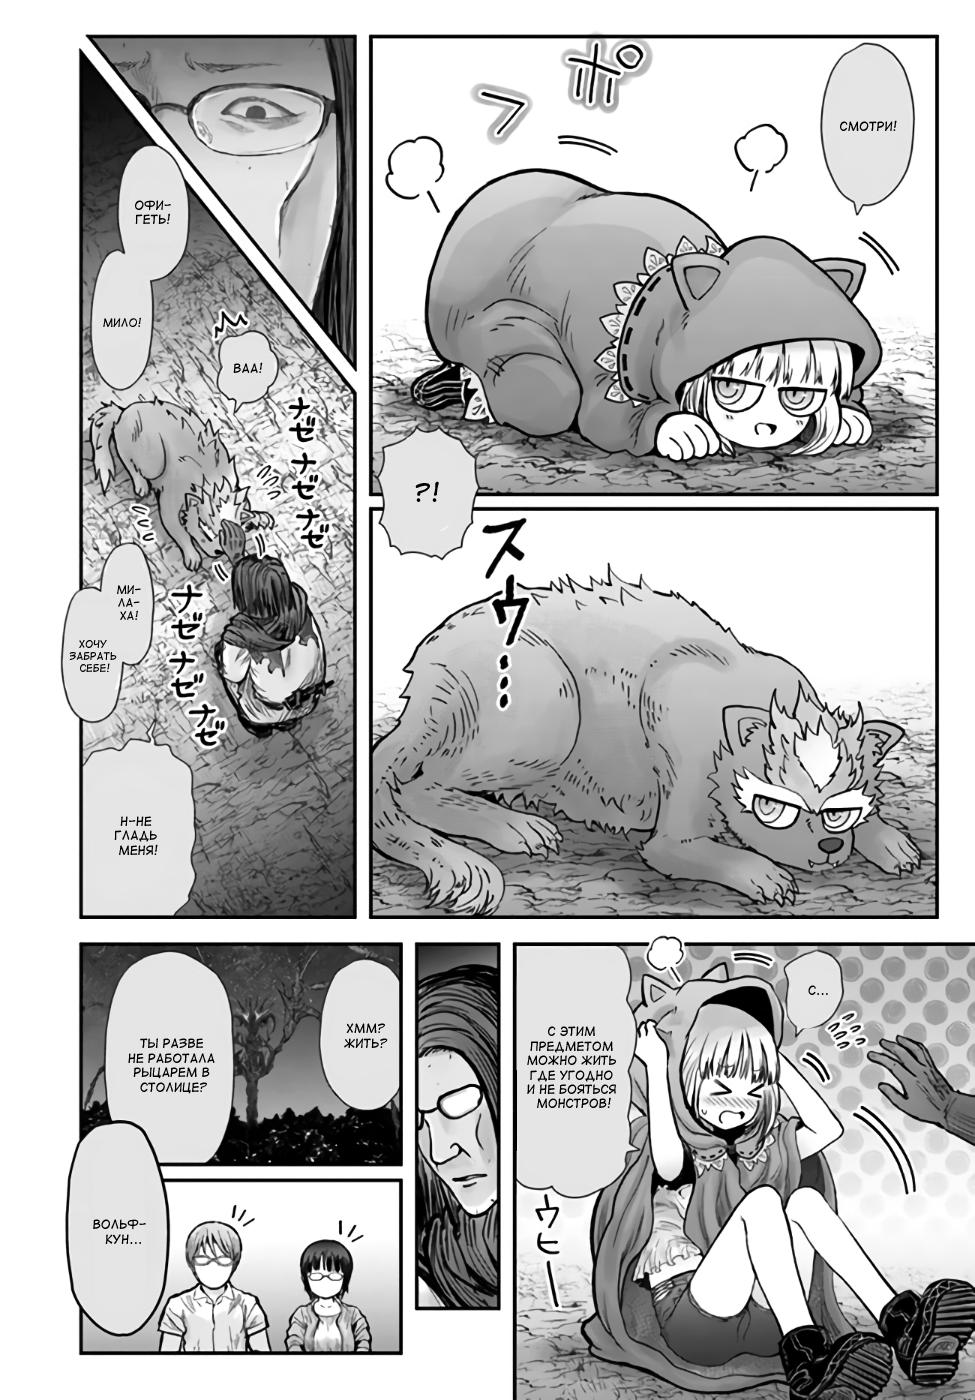 СМОТРИ!
ポ
フ
?!
スウ...
ОФИ-
ГЕТЬ!
МИЛО!
ВАА!
ナゼ
ナゼ
ナゼ
ナゼ
ナゼ
ナゼ
МИ-
ЛА-
ХА!
ХОЧУ
ЗАБРАТЬ
СЕБЕ!
Н-НЕ
ГЛАДЬ
МЕНЯ!
С...
С ЭТИМ
ПРЕДМЕТОМ
МОЖНО ЖИТЬ
ГДЕ УГОДНО
И НЕ БОЯТЬСЯ
МОНСТРОВ!
ウヒー
ХММ?
ЖИТЬ?
ТЫ РАЗВЕ
НЕ РАБОТАЛА
РЫЦАРЕМ В
СТОЛИЦЕ?
ВОЛЬФ-
КУН...